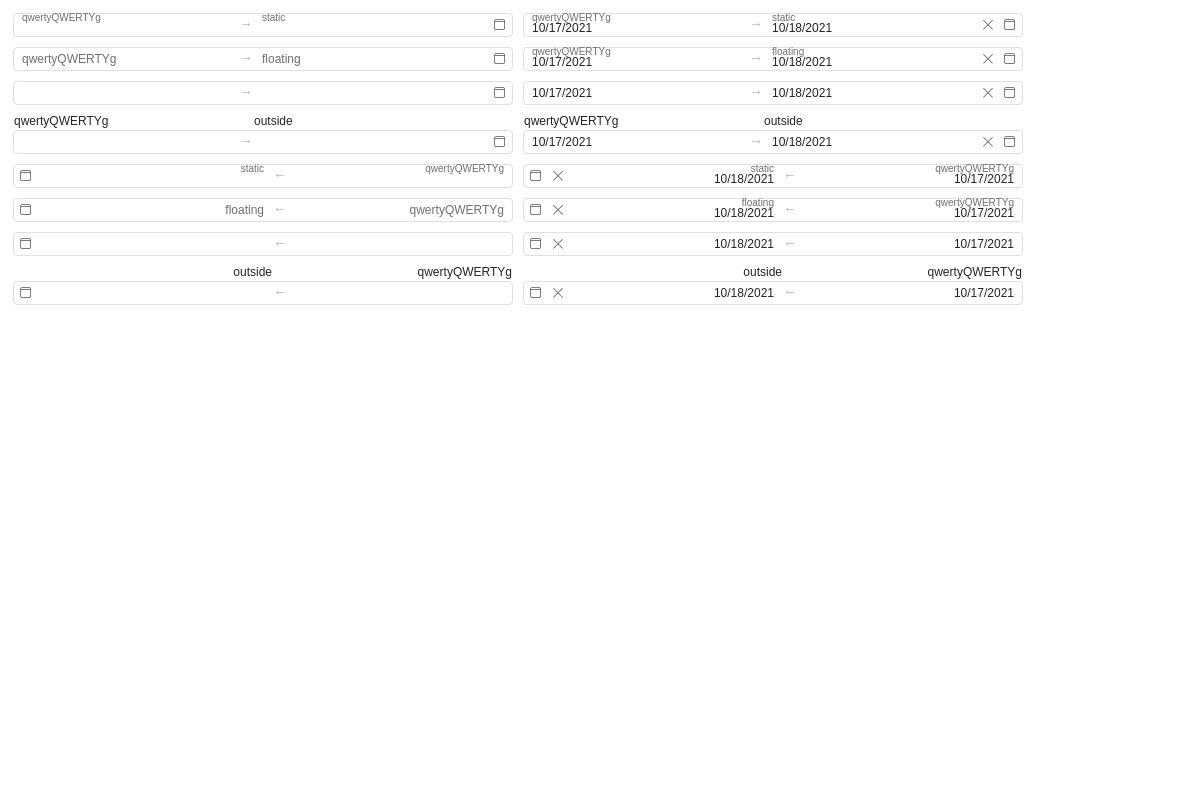 qwertyQWERTYg → static
qwertyQWERTYg static
10/17/2021 → 10/18/2021
qwertyQWERTYg → floating
qwertyQWERTYg floating
10/17/2021 → 10/18/2021
→
10/17/2021 → 10/18/2021
qwertyQWERTYg outside
→
qwertyQWERTYg outside
10/17/2021 → 10/18/2021
static ← qwertyQWERTYg
static qwertyQWERTYg
10/18/2021 ← 10/17/2021
floating ← qwertyQWERTYg
floating qwertyQWERTYg
10/18/2021 ← 10/17/2021
←
10/18/2021 ← 10/17/2021
outside qwertyQWERTYg
←
outside qwertyQWERTYg
10/18/2021 ← 10/17/2021